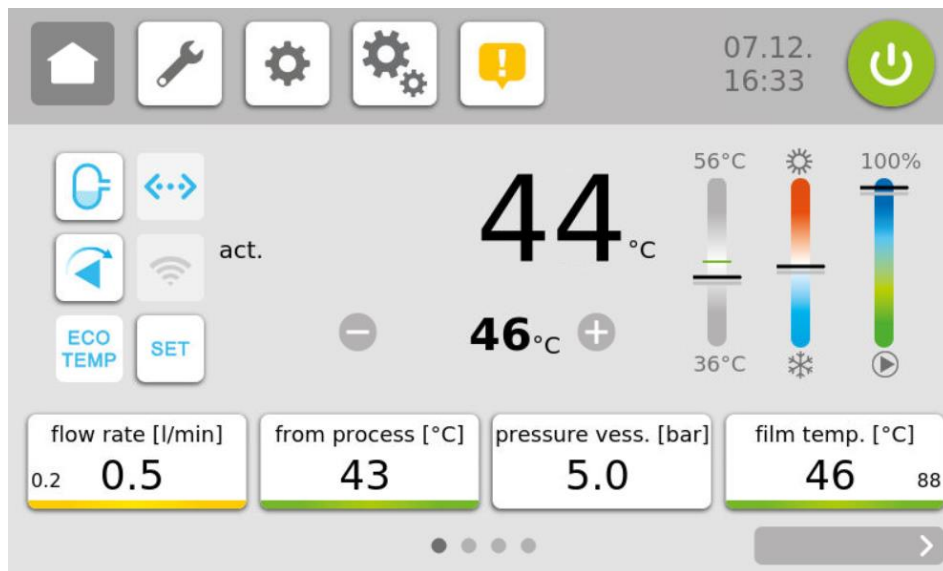 07.12.
16:33
56°C
100%
44 °C
act.
46 °C
ECO
TEMP
SET
36°C
flow rate [l/min]
0.2 0.5
from process [°C]
43
pressure vess. [bar]
5.0
film temp. [°C]
46 88